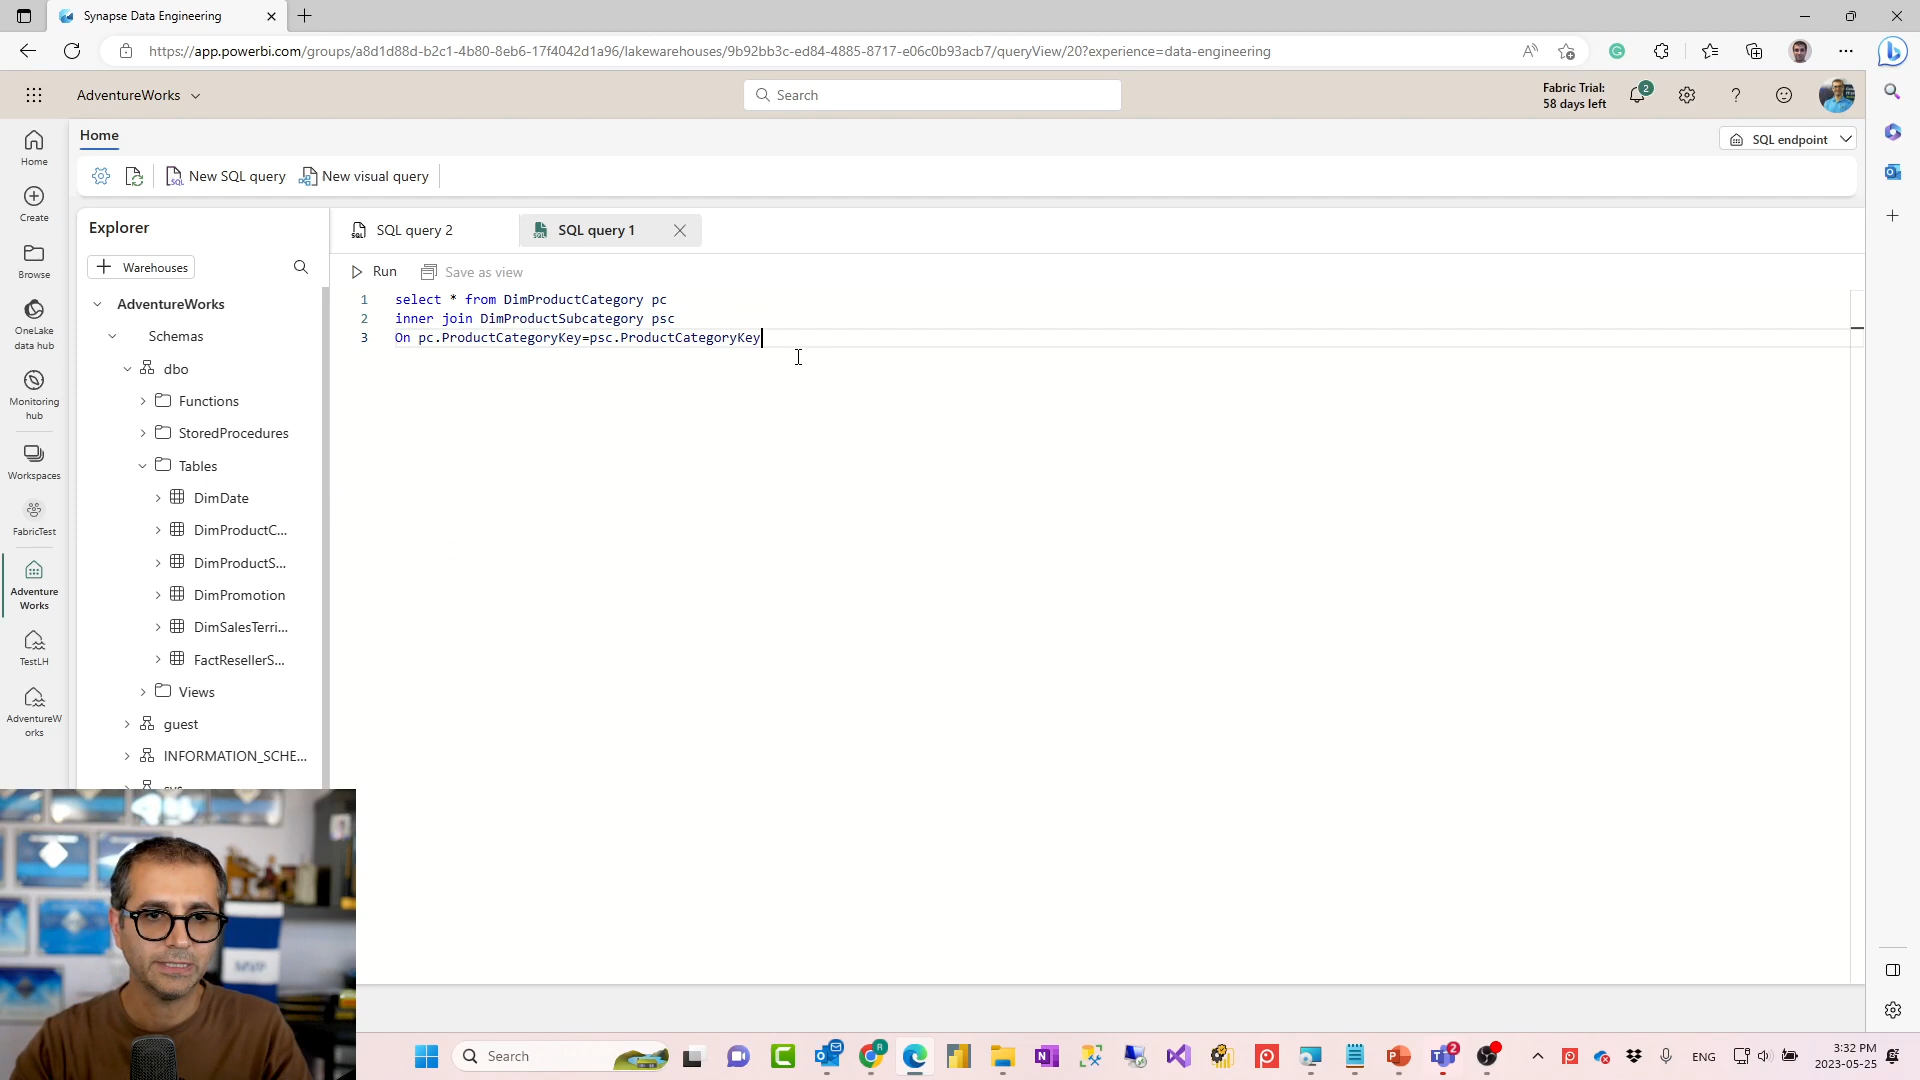 Synapse Data Engineering
https://app.powerbi.com/groups/a8d1d88d-b2c1-4b80-8eb6-17f4042d1a96/lakewarehouses/9b92bb3c-ed84-4885-8717-e06c0b93acb7/queryView/20?experience=data-engineering
AdventureWorks
Search
Fabric Trial:
58 days left
2
Home
SQL endpoint
New SQL query
New visual query
Home
Create
Browse
OneLake
data hub
Monitoring
hub
Workspaces
FabricTest
Adventure
Works
TestLH
AdventureW
orks
Explorer
Warehouses
AdventureWorks
Schemas
dbo
Functions
StoredProcedures
Tables
DimDate
DimProductC...
DimProductS...
DimPromotion
DimSalesTerri...
FactResellerS...
Views
guest
INFORMATION_SCHE...
sys
SQL query 2
SQL query 1
Run
Save as view
1 select * from DimProductCategory pc
2 inner join DimProductSubcategory psc
3 On pc.ProductCategoryKey=psc.ProductCategoryKey
MVP
Search
2
ENG
3:32 PM
2023-05-25